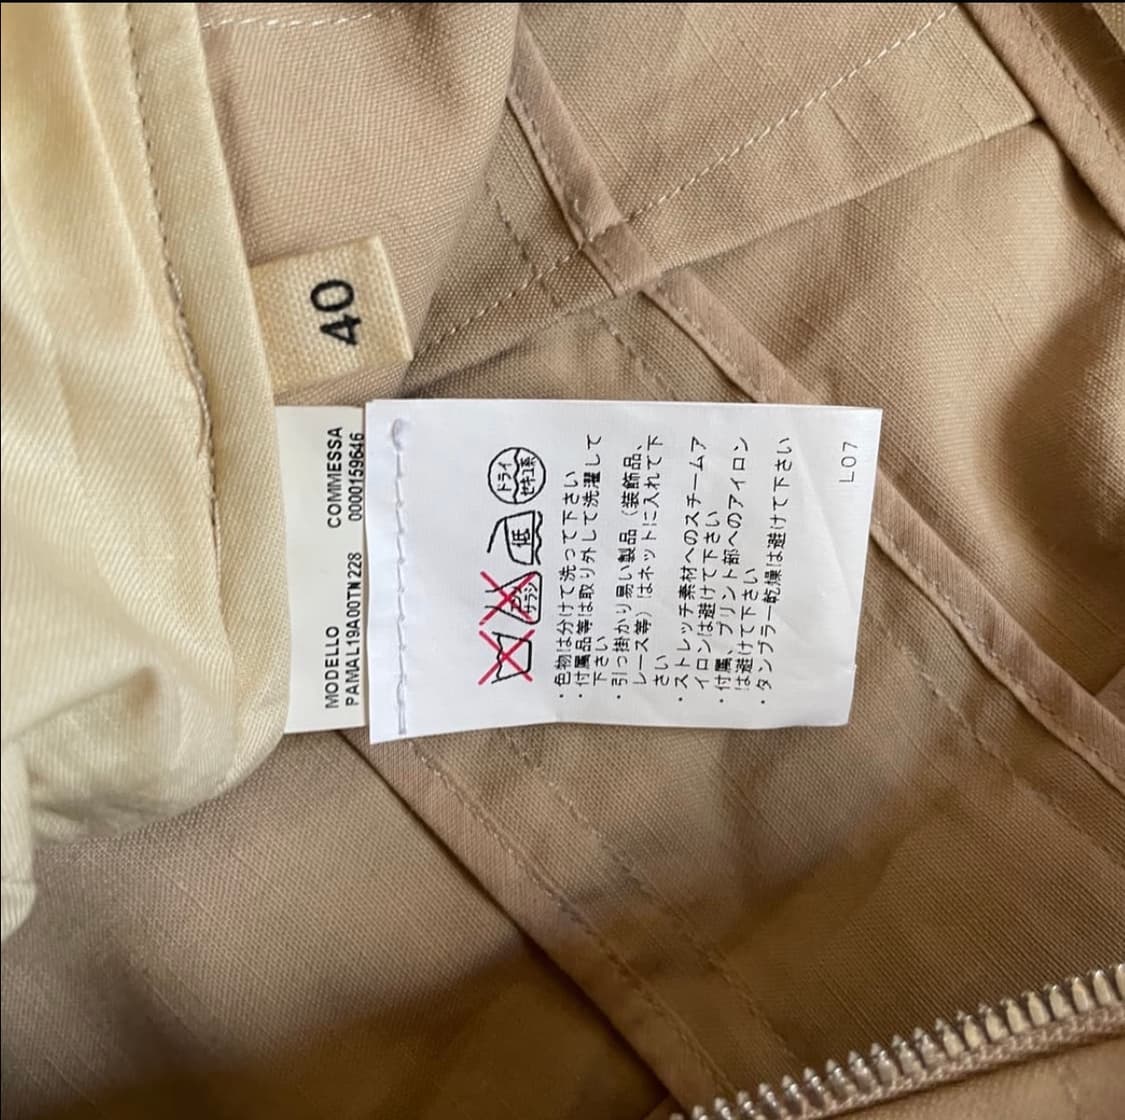 40
MODELLO
PAMAL19A00TN228
COMMESSA
0000159646
サラシ
低
ドライ
セキユ系
・色物は分けて洗って下さい
・付属品等は取り外して洗濯して
下さい
・引っ掛かり易い製品(装飾品、
レース等)はネットに入れて下
さい
・ストレッチ素材へのスチームア
イロンは避けて下さい
・付属、プリント部へのアイロン
は避けて下さい
・タンブラー乾燥は避けて下さい
L07